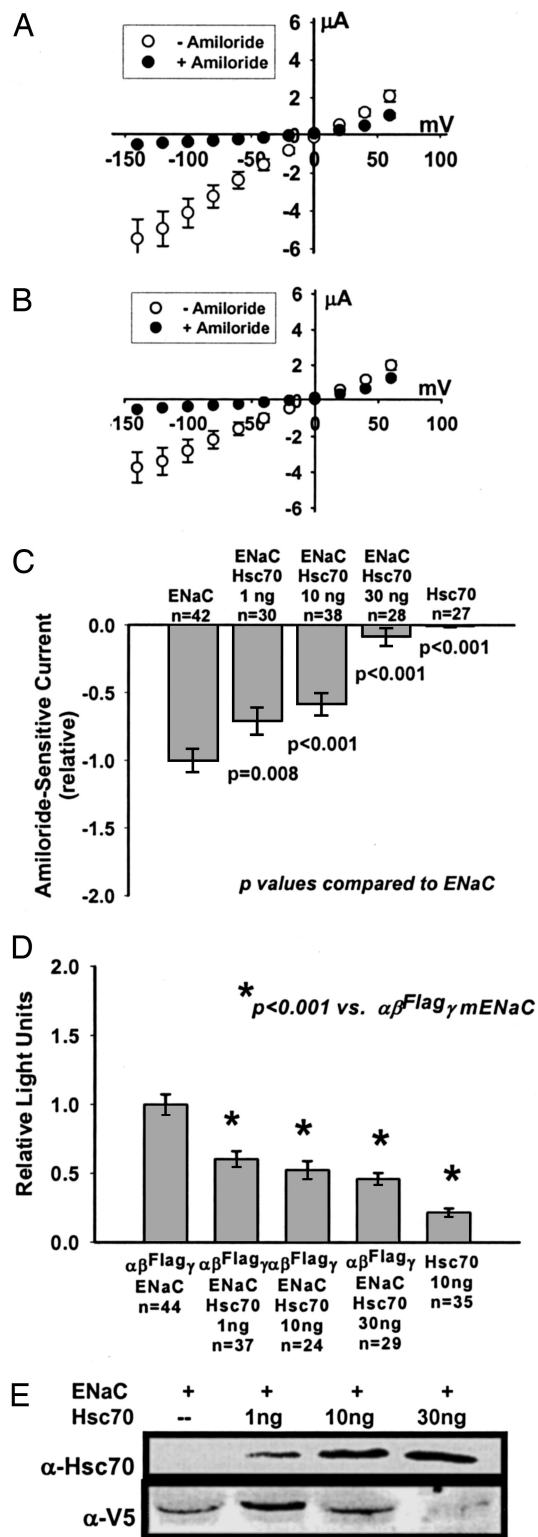 A
μA
- Amiloride
+ Amiloride
6
4
2
mV
-150 -100 -50 0 50 100
-2
-4
-6
B
μA
- Amiloride
+ Amiloride
6
4
2
mV
-150 -100 -50 0 50 100
-2
-4
-6
C
ENaC
n=42
ENaC
Hsc70
1 ng
n=30
ENaC
Hsc70
10 ng
n=38
ENaC
Hsc70
30 ng
n=28
Hsc70
n=27
0.0
-0.5
-1.0
-1.5
-2.0
Amiloride-Sensitive Current
(relative)
p=0.008
p<0.001
p<0.001
p<0.001
p values compared to ENaC
D
2.0
1.5
1.0
0.5
0.0
Relative Light Units
*p<0.001 vs. αβFlagγ mENaC
* * * *
αβFlagγ
ENaC
n=44
αβFlagγ
ENaC
Hsc70
1ng
n=37
αβFlagγ
ENaC
Hsc70
10ng
n=24
αβFlagγ
ENaC
Hsc70
30ng
n=29
Hsc70
10ng
n=35
E
ENaC + + + +
Hsc70 -- 1ng 10ng 30ng
α-Hsc70
α-V5